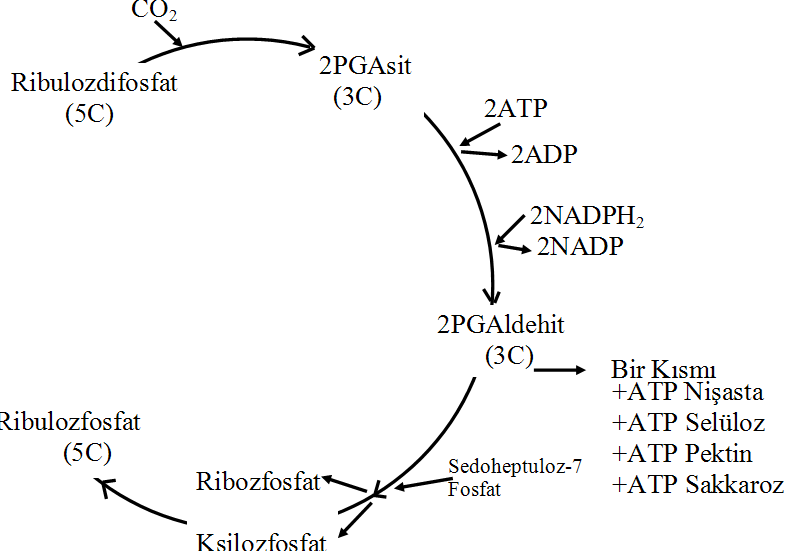 CO₂
Ribulozdifosfat
(5C)
2PGAsit
(3C)
2ATP
2ADP
2NADPH₂
2NADP
2PGAldehit
(3C)
Bir Kısmı
+ATP Nişasta
+ATP Selüloz
+ATP Pektin
+ATP Sakkaroz
Sedoheptuloz-7
Fosfat
Ribozfosfat
Ksilozfosfat
Ribulozfosfat
(5C)